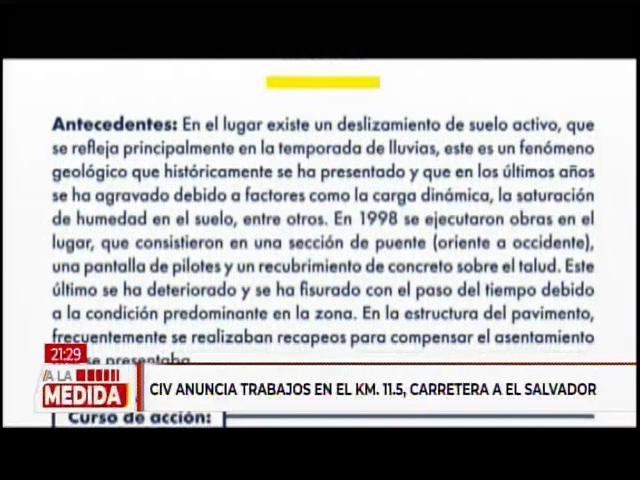 Antecedentes: En el lugar existe un deslizamiento de suelo activo, que
se refleja principalmente en la temporada de lluvias, este es un fenómeno
geológico que históricamente se ha presentado y que en los últimos años
se ha agravado debido a factores como la carga dinámica, la saturación
de humedad en el suelo, entre otros. En 1998 se ejecutaron obras en el
lugar, que consistieron en una sección de puente (oriente a occidente),
una pantalla de pilotes y un recubrimiento de concreto sobre el talud. Este
último se ha deteriorado y se ha fisurado con el paso del tiempo debido
a la condición predominante en la zona. En la estructura del pavimento,
frecuentemente se realizaban recapeos para compensar el asentamiento
se presentaba.
21:29
A LA
MEDIDA
CIV ANUNCIA TRABAJOS EN EL KM. 11.5, CARRETERA A EL SALVADOR
Curso de acción: